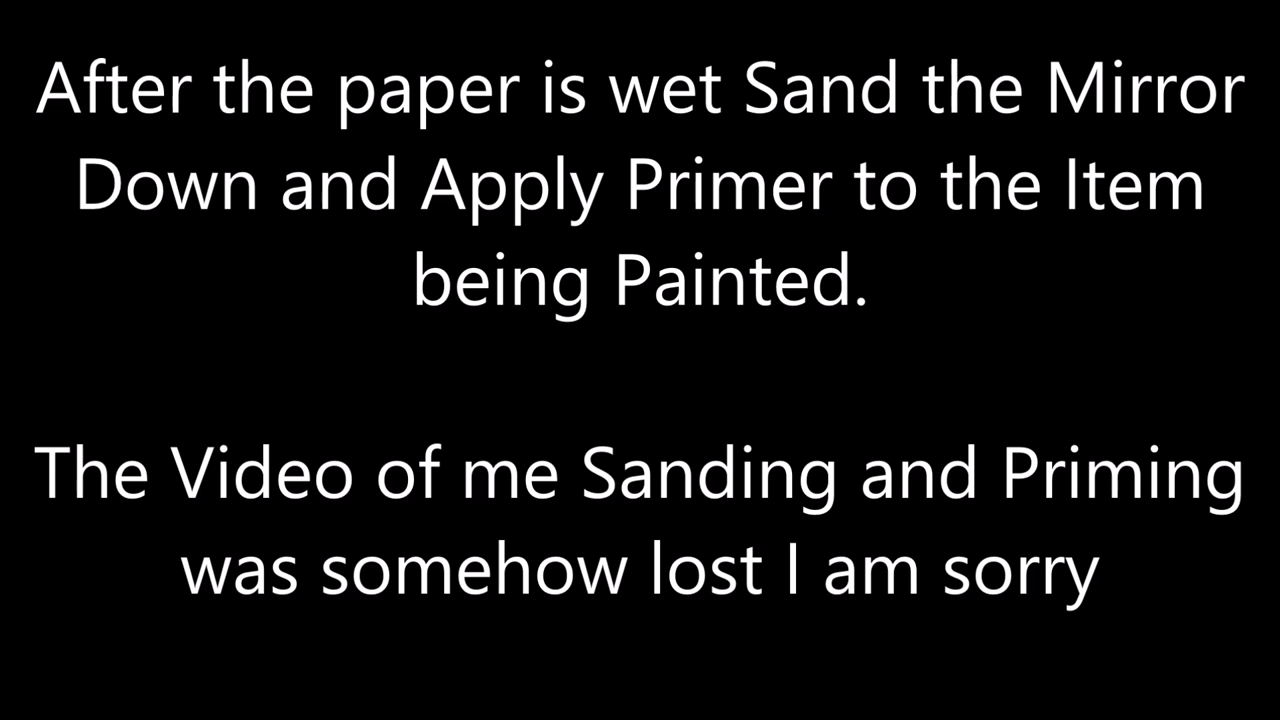 After the paper is wet Sand the Mirror
Down and Apply Primer to the Item
being Painted.
The Video of me Sanding and Priming
was somehow lost I am sorry